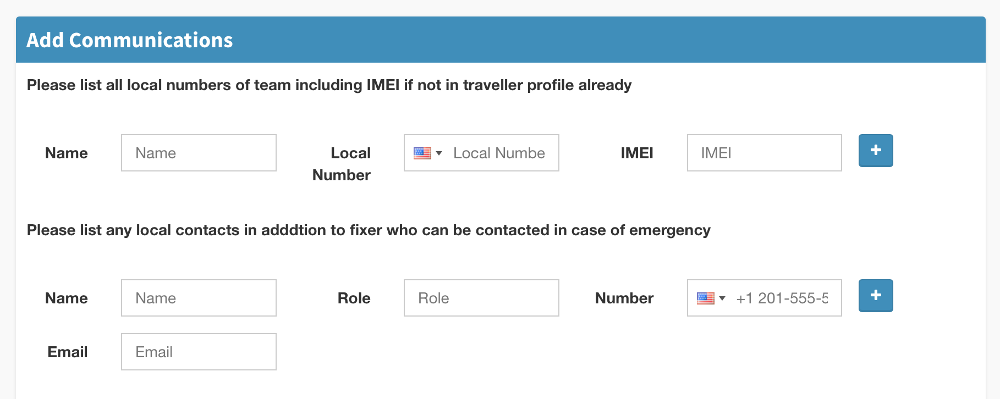 Add Communications
Please list all local numbers of team including IMEI if not in traveller profile already
Name Name Local Number Local Numbe IMEI IMEI +
Please list any local contacts in adddtion to fixer who can be contacted in case of emergency
Name Name Role Role Number +1 201-555-5 +
Email Email